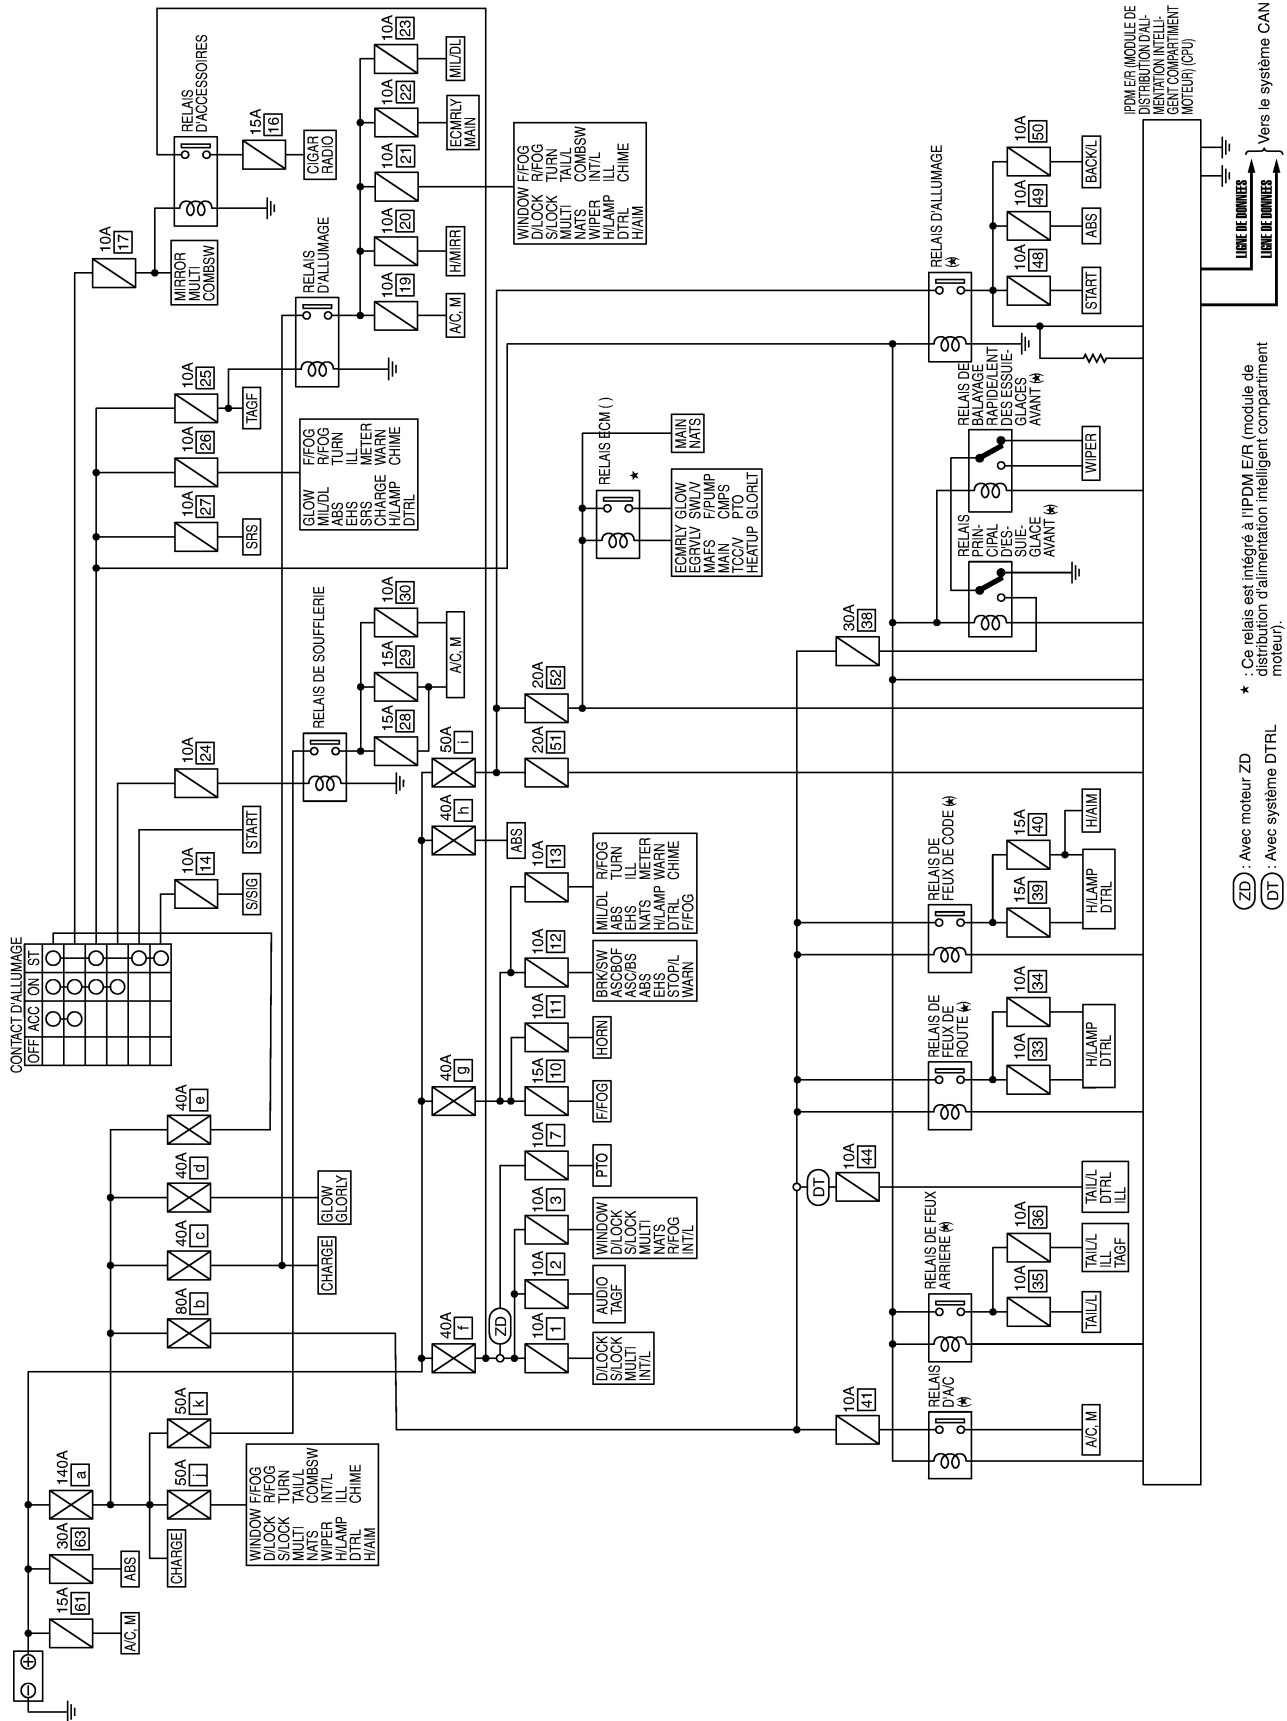 15A
61
A/C, M
30A
63
ABS
140A
a
CHARGE
50A
j
WINDOW F/FOG
D/LOCK R/FOG
S/LOCK TURN
MULTI TAIL/L
NATS COMBSW
WIPER INT/L
H/LAMP ILL
DTRL CHIME
H/AIM
50A
k
80A
b
40A
c
CHARGE
40A
d
GLOW
GLORLY
40A
e
CONTACT D'ALLUMAGE
OFF ACC ON ST
10A
14
S/SIG
START
10A
24
RELAIS DE SOUFFLERIE
15A
28
15A
29
10A
30
A/C, M
10A
27
SRS
10A
26
GLOW F/FOG
MIL/DL R/FOG
ABS TURN
EHS ILL
SRS METER
CHARGE WARN
H/LAMP CHIME
DTRL
10A
25
TAGF
RELAIS
D'ALLUMAGE
10A
17
MIRROR
MULTI
COMBSW
RELAIS
D'ACCESSOIRES
15A
16
CIGAR
RADIO
10A
19
A/C, M
10A
20
H/MIRR
10A
21
WINDOW F/FOG
D/LOCK R/FOG
S/LOCK TURN
MULTI TAIL/L
NATS COMBSW
WIPER INT/L
H/LAMP ILL
DTRL CHIME
H/AIM
10A
22
ECMRLY
MAIN
10A
23
MIL/DL
40A
f
ZD
10A
1
D/LOCK
S/LOCK
MULTI
INT/L
10A
2
AUDIO
TAGF
10A
3
WINDOW
D/LOCK
S/LOCK
MULTI
NATS
R/FOG
INT/L
10A
7
PTO
40A
g
15A
10
F/FOG
10A
11
HORN
10A
12
BRK/SW
ASCBOF
ASC/BS
ABS
EHS
STOP/L
WARN
10A
13
MIL/DL R/FOG
ABS TURN
EHS ILL
NATS METER
H/LAMP WARN
DTRL CHIME
F/FOG
40A
h
ABS
50A
i
20A
51
20A
52
RELAIS ECM ( )
★
ECMRLY GLOW
EGRVLV SWL/V
MAFS F/PUMP
MAIN CMPS
TCC/V PTO
HEATUP GLORLT
MAIN
NATS
10A
41
RELAIS
D'A/C
(★)
A/C, M
RELAIS DE FEUX
ARRIERE (★)
10A
35
TAIL/L
10A
36
TAIL/L
ILL
TAGF
DT
10A
44
TAIL/L
DTRL
ILL
RELAIS DE
FEUX DE
ROUTE (★)
10A
33
10A
34
H/LAMP
DTRL
RELAIS DE
FEUX DE CODE (★)
15A
39
15A
40
H/LAMP
DTRL
H/AIM
30A
38
RELAIS
PRIN-
CIPAL
D'ES-
SUIE-
GLACE
AVANT (★)
RELAIS DE
BALAYAGE
RAPIDE/LENT
DES ESSUIE-
GLACES
AVANT (★)
WIPER
RELAIS D'ALLUMAGE
(★)
10A
48
START
10A
49
ABS
10A
50
BACK/L
IPDM E/R (MODULE DE
DISTRIBUTION D'ALI-
MENTATION INTELLI-
GENT COMPARTIMENT
MOTEUR) (CPU)
LIGNE DE DONNEES
LIGNE DE DONNEES
Vers le système CAN
ZD : Avec moteur ZD
DT : Avec système DTRL
★ : Ce relais est intégré à l'IPDM E/R (module de
distribution d'alimentation intelligent compartiment
moteur).